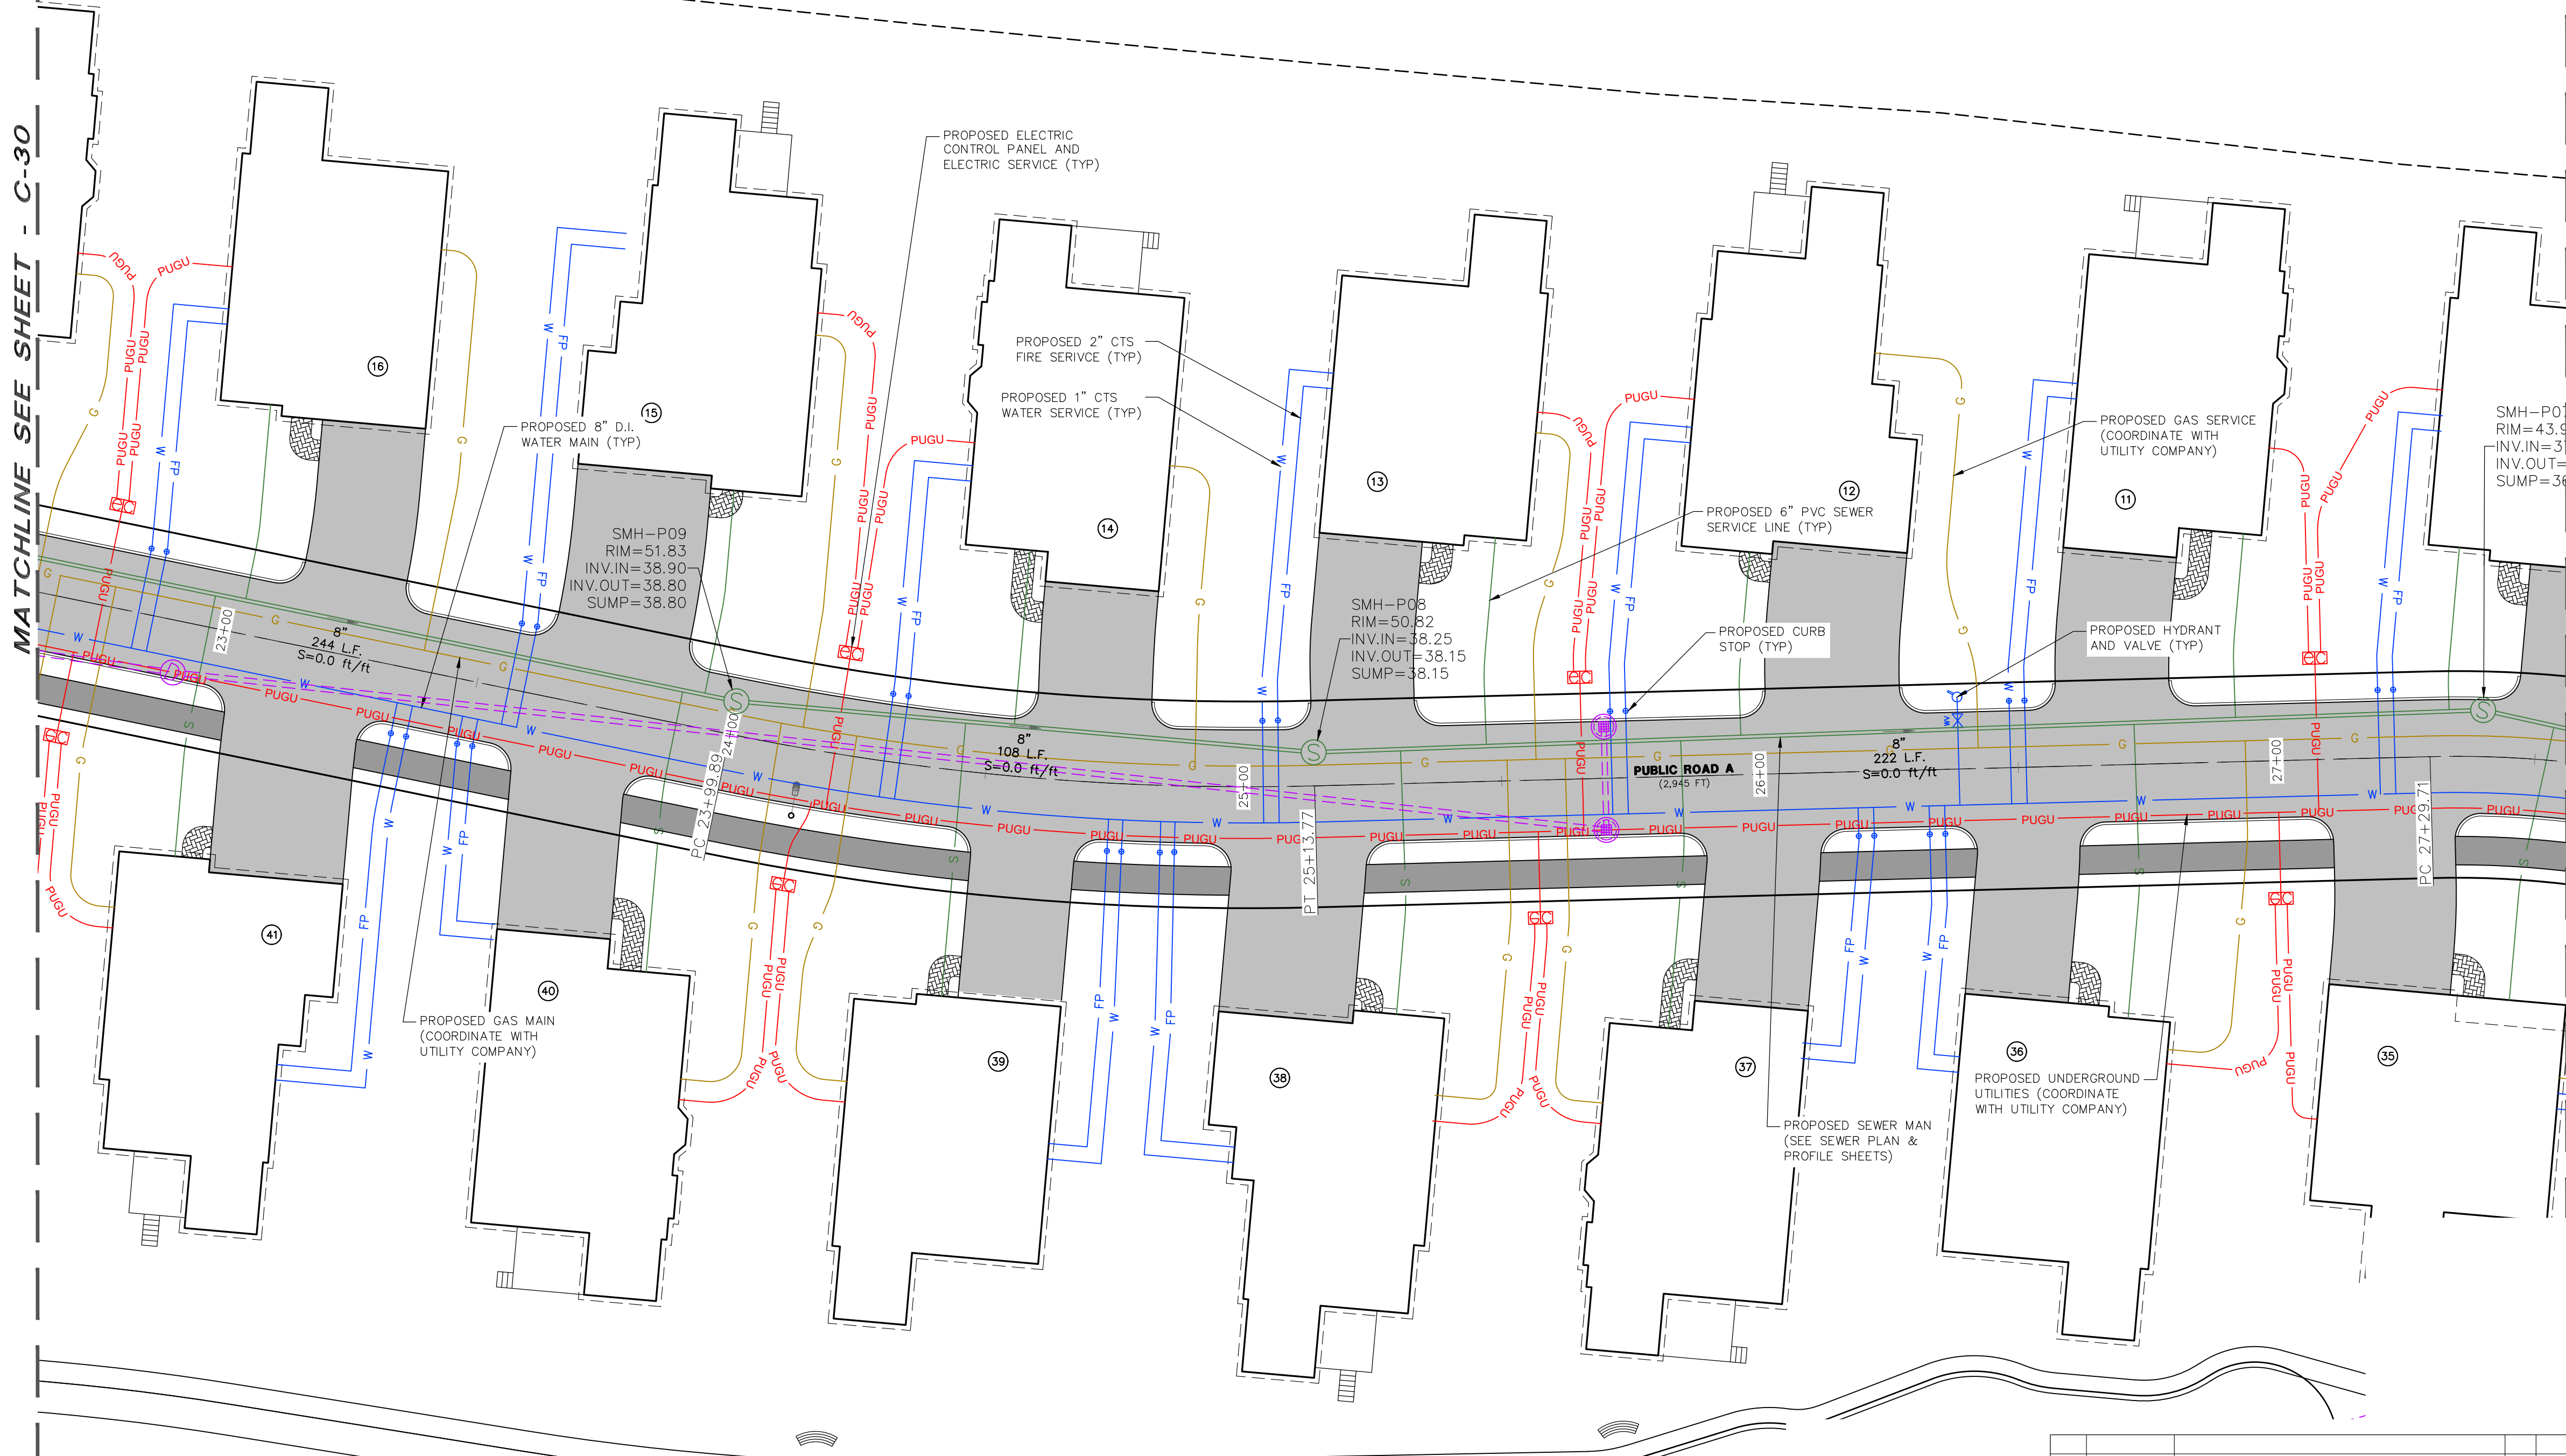 MATCHLINE SEE SHEET - C-30
PROPOSED ELECTRIC
CONTROL PANEL AND
ELECTRIC SERVICE (TYP)
PROPOSED 2" CTS
FIRE SERIVCE (TYP)
PROPOSED 1" CTS
WATER SERVICE (TYP)
PROPOSED 8" D.I.
WATER MAIN (TYP)
SMH-P09
RIM=51.83
INV.IN=38.90
INV.OUT=38.80
SUMP=38.80
SMH-P08
RIM=50.82
INV.IN=38.25
INV.OUT=38.15
SUMP=38.15
PROPOSED 6" PVC SEWER
SERVICE LINE (TYP)
PROPOSED CURB
STOP (TYP)
PROPOSED GAS SERVICE
(COORDINATE WITH
UTILITY COMPANY)
PROPOSED HYDRANT
AND VALVE (TYP)
RIM=43.9
INV.OUT=
16
15
14
13
12
11
23+00
8"
244 L.F.
S=0.0 ft/ft
24+00
PC 23+99.89
8"
108 L.F.
S=0.0 ft/ft
25+00
PT 25+13.77
PUBLIC ROAD A
(2,945 FT)
26+00
8"
222 L.F.
S=0.0 ft/ft
27+00
PC 27+29.71
PUGU
W
FP
G
S
D
WV
41
40
39
38
37
36
35
PROPOSED GAS MAIN
(COORDINATE WITH
UTILITY COMPANY)
PROPOSED SEWER MAN
(SEE SEWER PLAN &
PROFILE SHEETS)
PROPOSED UNDERGROUND
UTILITIES (COORDINATE
WITH UTILITY COMPANY)